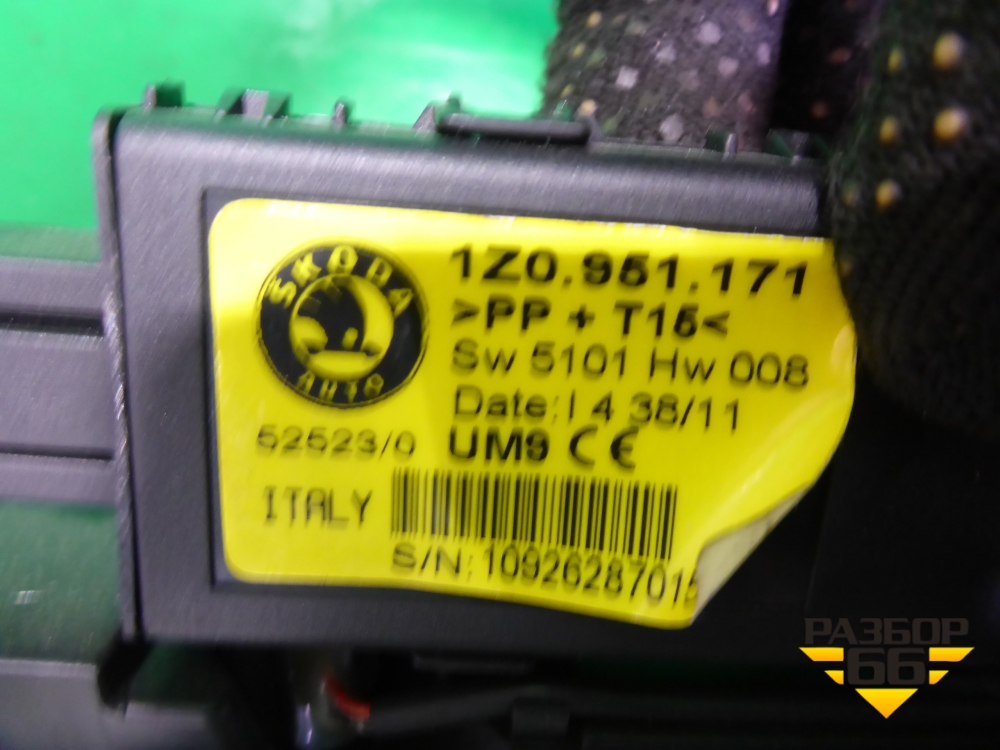 SKODA
AUTO
1Z0.951.171
>PP + T15<
Sw 5101 Hw 008
Date: I 4 38/11
52523/0 UM9 CE
ITALY
S/N: 10926287015
РАЗБОР
66